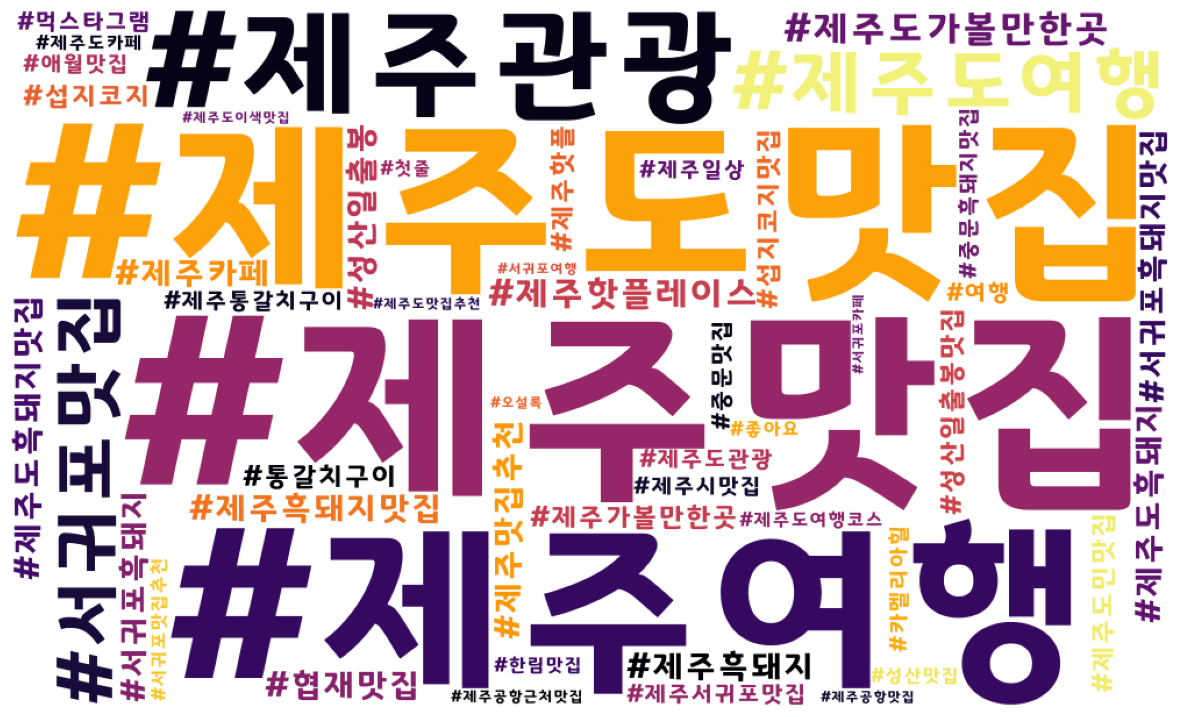 #먹스타그램
#제주도카페
#애월맛집
#섭지코지
#제주관광
#제주도가볼만한곳
#제주도여행
#제주도이색맛집
#제주도맛집
#성산일출봉
#첫줄
#제주핫플
#제주일상
#섭지코지맛집
#중문흑돼지맛집
#서귀포흑돼지맛집
#제주카페
#서귀포여행
#제주핫플레이스
#여행
#제주통갈치구이
#제주도맛집추천
#제주도흑돼지맛집
#서귀포맛집
#제주맛집
#중문맛집
#서귀포카페
#성산일출봉맛집
#오설록
#좋아요
#제주도관광
#통갈치구이
#제주시맛집
#제주도흑돼지
#제주흑돼지맛집
#제주맛집추천
#제주가볼만한곳
#제주도여행코스
#서귀포흑돼지
#서귀포맛집추천
#제주여행
#카멜리아힐
#제주도민맛집
#협재맛집
#한림맛집
#제주흑돼지
#성산맛집
#제주공항근처맛집
#제주서귀포맛집
#제주공항맛집